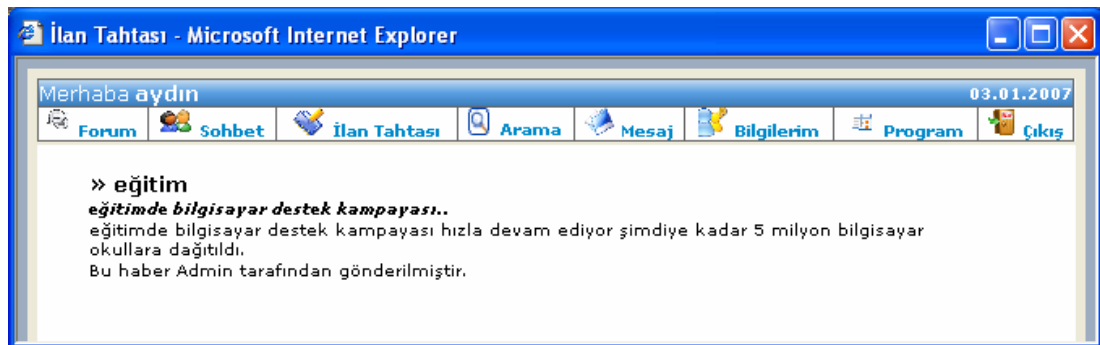 İlan Tahtası - Microsoft Internet Explorer
Merhaba aydın 03.01.2007
Forum Sohbet İlan Tahtası Arama Mesaj Bilgilerim Program Çıkış
» eğitim
eğitimde bilgisayar destek kampayası..
eğitimde bilgisayar destek kampayası hızla devam ediyor şimdiye kadar 5 milyon bilgisayar
okullara dağıtıldı.
Bu haber Admin tarafından gönderilmiştir.